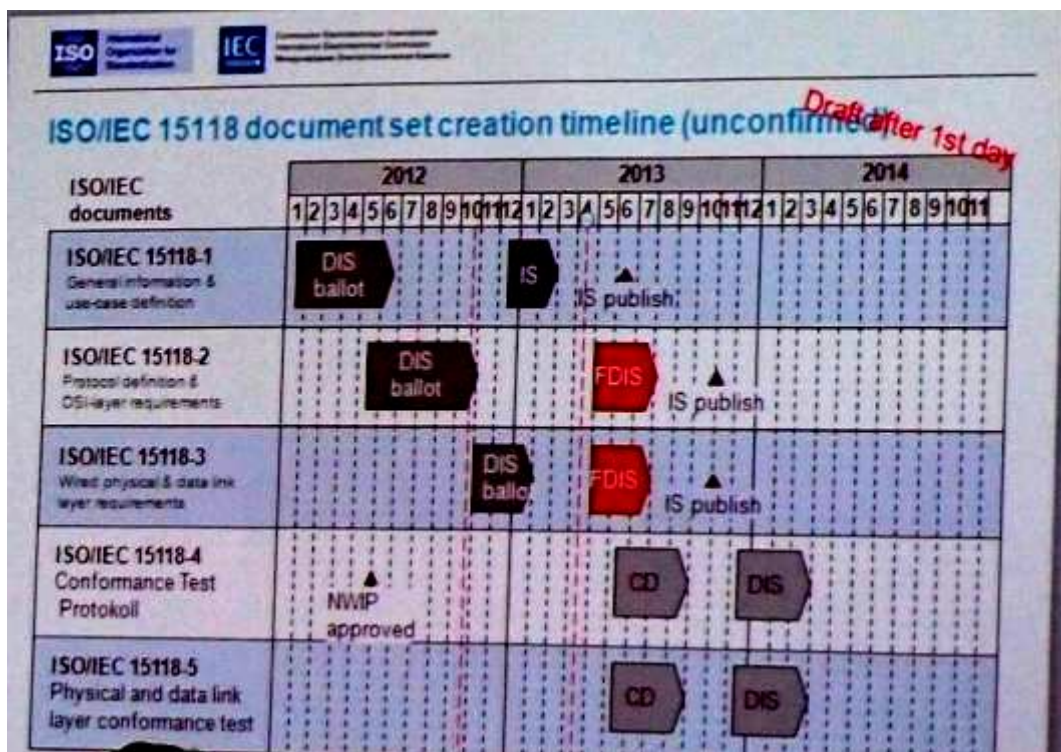 ISO
International
Organization for
Standardization
IEC
ISO/IEC 15118 document set creation timeline (unconfirmed)
Draft after 1st day
ISO/IEC
documents
2012 2013 2014
1 2 3 4 5 6 7 8 9 10 11 12 1 2 3 4 5 6 7 8 9 10 11 12 1 2 3 4 5 6 7 8 9 10 11
ISO/IEC 15118-1
General information &
use-case definition
DIS
ballot
IS
IS publish
ISO/IEC 15118-2
Protocol definition &
OSI-layer requirements
DIS
ballot
FDIS
IS publish
ISO/IEC 15118-3
Wired physical & data link
layer requirements
DIS
ballot
FDIS
IS publish
ISO/IEC 15118-4
Conformance Test
Protokoll
NWIP
approved
CD
DIS
ISO/IEC 15118-5
Physical and data link
layer conformance test
CD
DIS